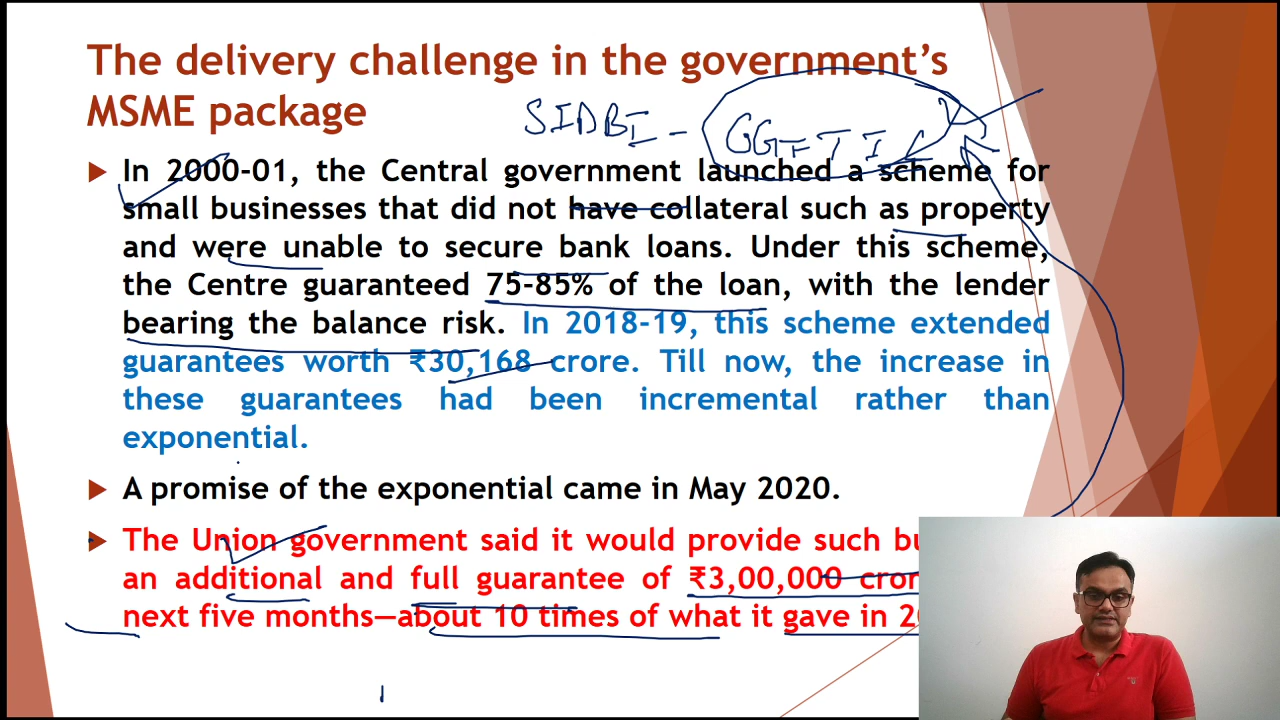 The delivery challenge in the government's
MSME package
SIDBI -
In 2000-01, the Central government launched a scheme for
small businesses that did not have collateral such as property
and were unable to secure bank loans. Under this scheme,
the Centre guaranteed 75-85% of the loan, with the lender
bearing the balance risk. In 2018-19, this scheme extended
guarantees worth ₹30,168 crore. Till now, the increase in
these guarantees had been incremental rather than
exponential.
A promise of the exponential came in May 2020.
The Union government said it would provide such
an additional and full guarantee of ₹3,00,000
next five months—about 10 times of what it gave in